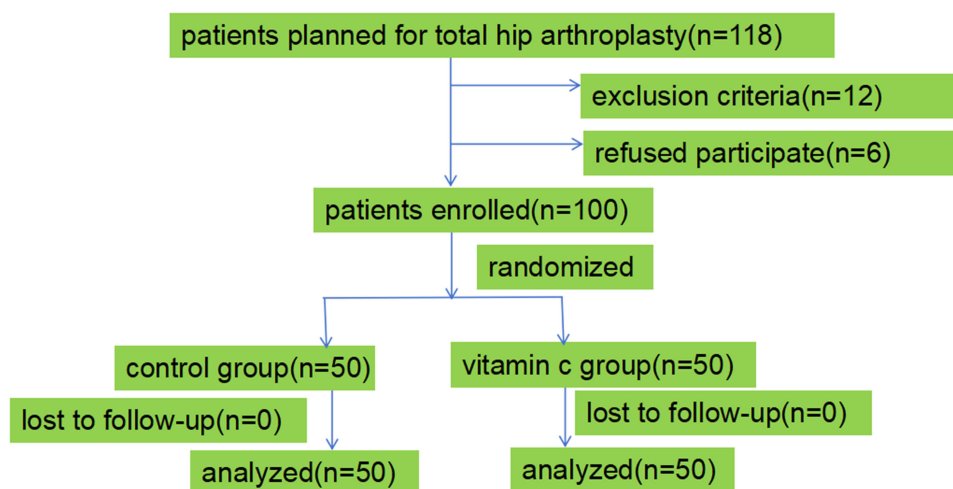 patients planned for total hip arthroplasty(n=118)
exclusion criteria(n=12)
refused participate(n=6)
patients enrolled(n=100)
randomized
control group(n=50)
vitamin c group(n=50)
lost to follow-up(n=0)
lost to follow-up(n=0)
analyzed(n=50)
analyzed(n=50)